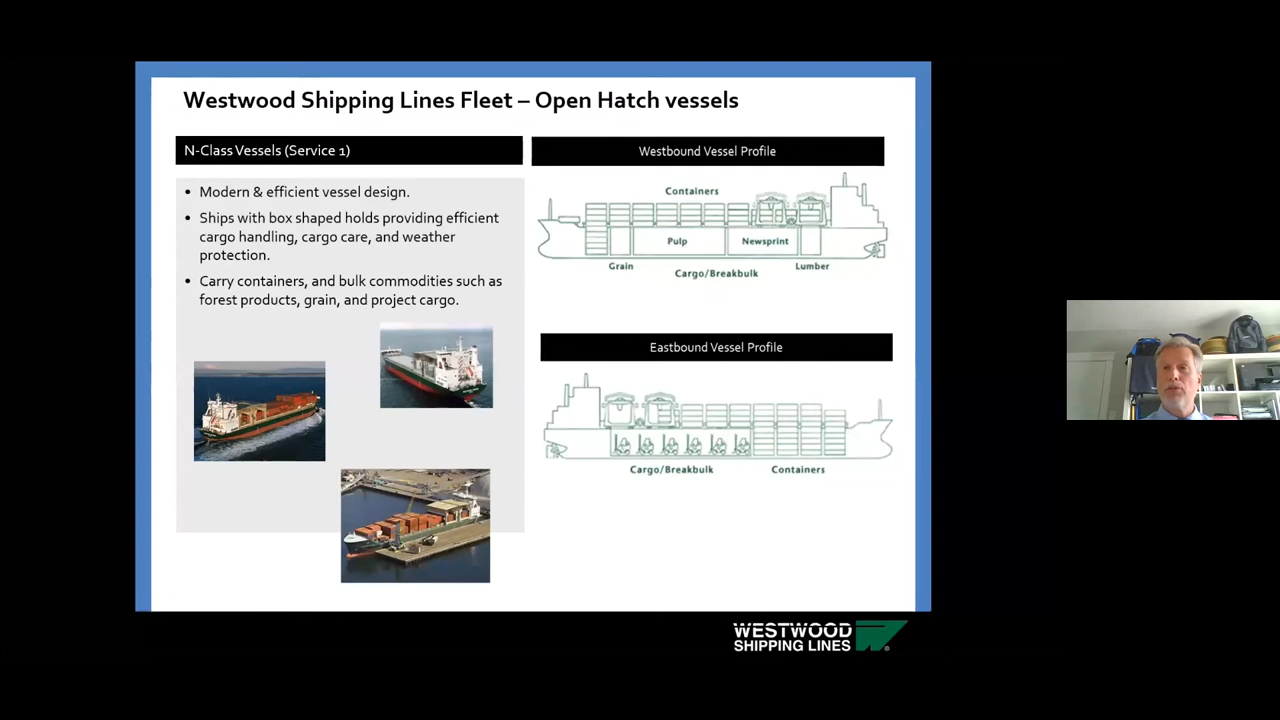 Westwood Shipping Lines Fleet – Open Hatch vessels
N-Class Vessels (Service 1)
• Modern & efficient vessel design.
• Ships with box shaped holds providing efficient
cargo handling, cargo care, and weather
protection.
• Carry containers, and bulk commodities such as
forest products, grain, and project cargo.
Westbound Vessel Profile
Containers
Pulp
Newsprint
Grain
Cargo/Breakbulk
Lumber
Eastbound Vessel Profile
Cargo/Breakbulk
Containers
WESTWOOD
SHIPPING LINES
®